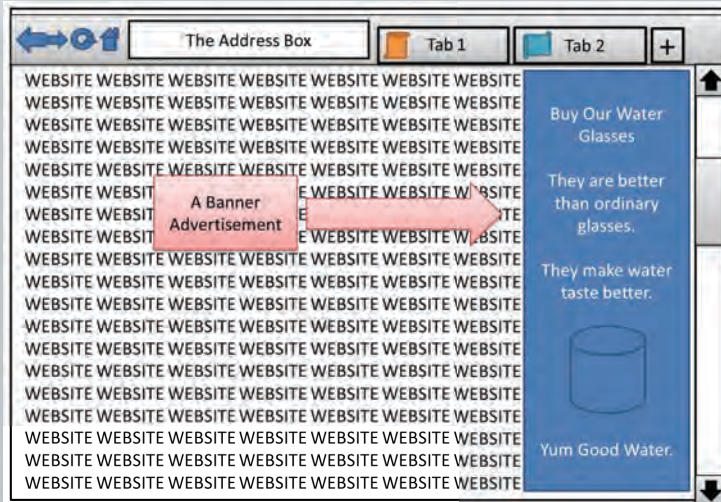 The Address Box
Tab 1
Tab 2
+
WEBSITE WEBSITE WEBSITE WEBSITE WEBSITE WEBSITE WEBSITE
WEBSITE WEBSITE WEBSITE WEBSITE WEBSITE WEBSITE WEBSITE
WEBSITE WEBSITE WEBSITE WEBSITE WEBSITE WEBSITE WEBSITE
WEBSITE WEBSITE WEBSITE WEBSITE WEBSITE WEBSITE WEBSITE
WEBSITE WEBSITE WEBSITE WEBSITE WEBSITE WEBSITE WEBSITE
WEBSITE WEBSITE WEBSITE WEBSITE
WEBSITE
WEBSITE WEBSITE WEBSITE WEBSITE
WEBSITE WEBSITE WEBSITE WEBSITE WEBSITE WEBSITE WEBSITE
WEBSITE WEBSITE WEBSITE WEBSITE WEBSITE WEBSITE WEBSITE
WEBSITE WEBSITE WEBSITE WEBSITE WEBSITE WEBSITE WEBSITE
WEBSITE WEBSITE WEBSITE WEBSITE WEBSITE WEBSITE WEBSITE
WEBSITE WEBSITE WEBSITE WEBSITE WEBSITE WEBSITE WEBSITE
WEBSITE WEBSITE WEBSITE WEBSITE WEBSITE WEBSITE WEBSITE
WEBSITE WEBSITE WEBSITE WEBSITE WEBSITE WEBSITE WEBSITE
WEBSITE WEBSITE WEBSITE WEBSITE WEBSITE WEBSITE WEBSITE
WEBSITE WEBSITE WEBSITE WEBSITE WEBSITE WEBSITE WEBSITE
WEBSITE WEBSITE WEBSITE WEBSITE WEBSITE WEBSITE WEBSITE
WEBSITE WEBSITE WEBSITE WEBSITE WEBSITE WEBSITE WEBSITE
A Banner
Advertisement
Buy Our Water
Glasses
They are better
than ordinary
glasses.
They make water
taste better.
Yum Good Water.